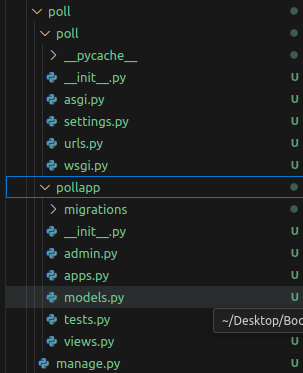 poll
poll
__pycache__
__init__.py U
asgi.py U
settings.py U
urls.py U
wsgi.py U
pollapp
migrations
__init__.py U
admin.py U
apps.py U
models.py U
tests.py U
~/Desktop/Boo
views.py U
manage.py U